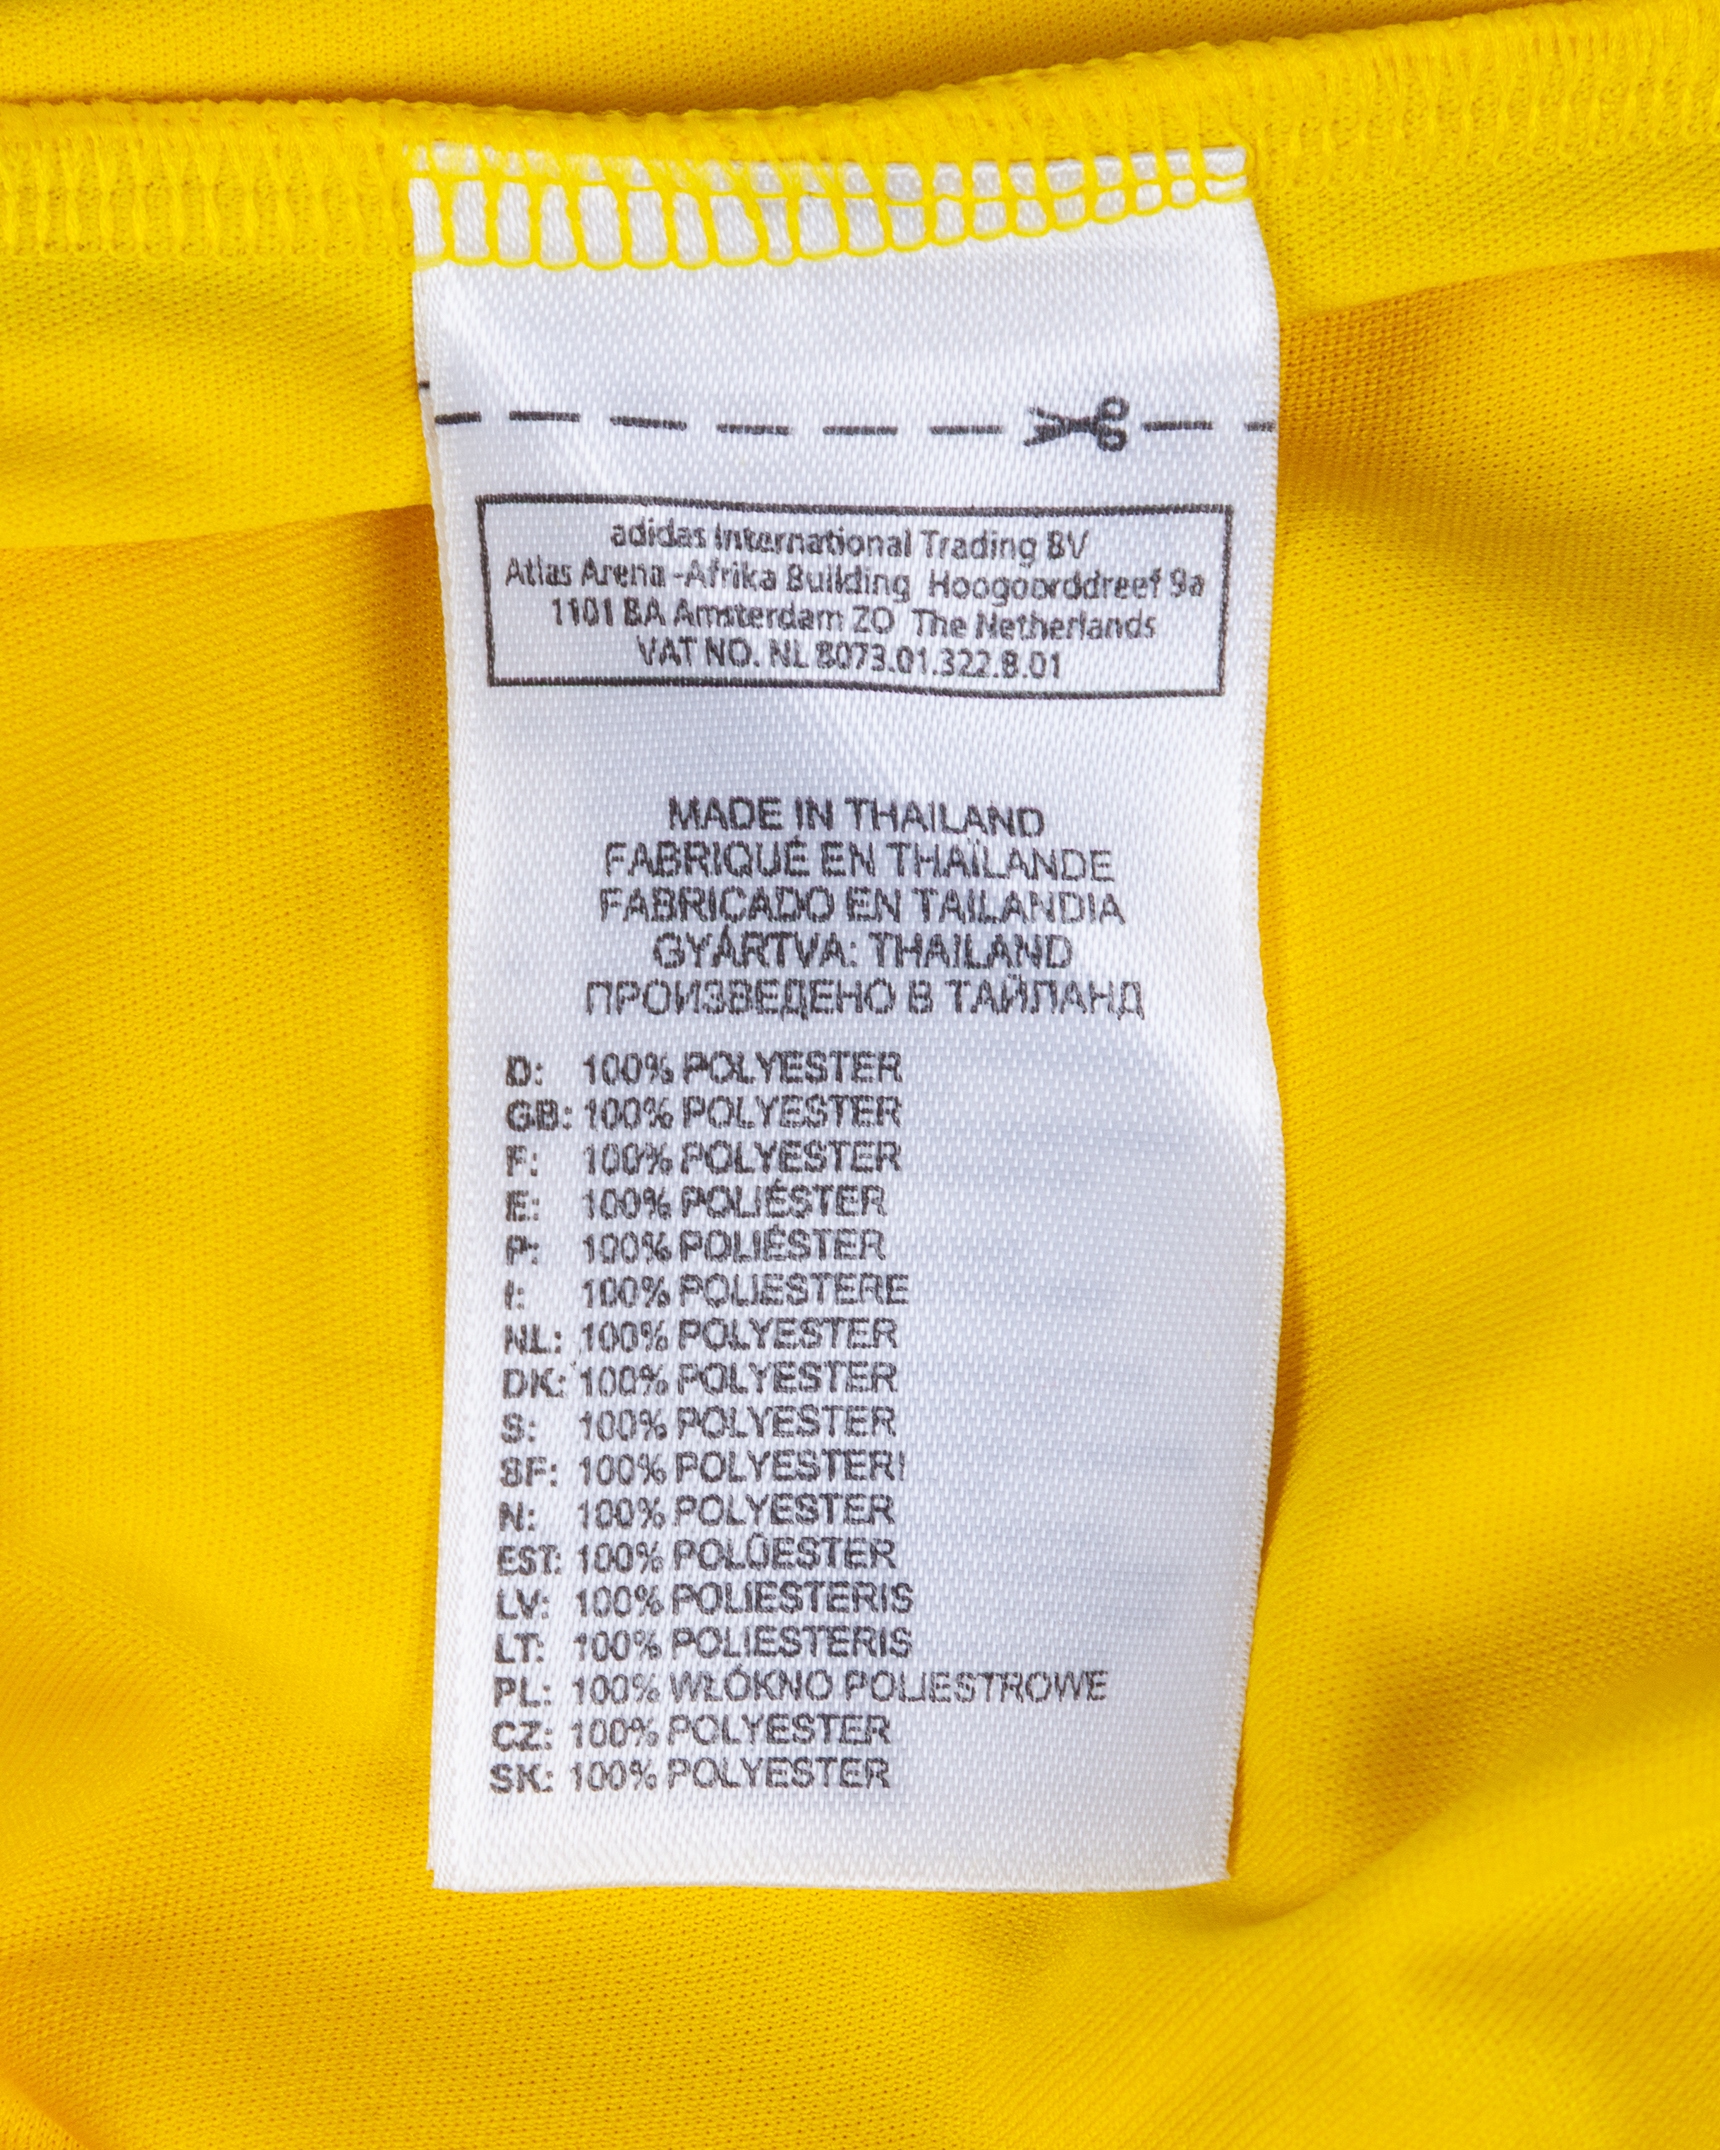 adidas International Trading BV
Atlas Arena -Afrika Building Hoogoorddreef 9a
1101 BA Amsterdam ZO The Netherlands
VAT NO. NL 8073.01.322.B.01
MADE IN THAILAND
FABRIQUÉ EN THAÏLANDE
FABRICADO EN TAILANDIA
GYÁRTVA: THAILAND
ПРОИЗВЕДЕНО В ТАЙЛАНД
D: 100% POLYESTER
GB: 100% POLYESTER
F: 100% POLYESTER
E: 100% POLIÉSTER
P: 100% POLIÉSTER
I: 100% POLIESTERE
NL: 100% POLYESTER
DK: 100% POLYESTER
S: 100% POLYESTER
SF: 100% POLYESTERI
N: 100% POLYESTER
EST: 100% POLÜESTER
LV: 100% POLIESTERIS
LT: 100% POLIESTERIS
PL: 100% WŁÓKNO POLIESTROWE
CZ: 100% POLYESTER
SK: 100% POLYESTER